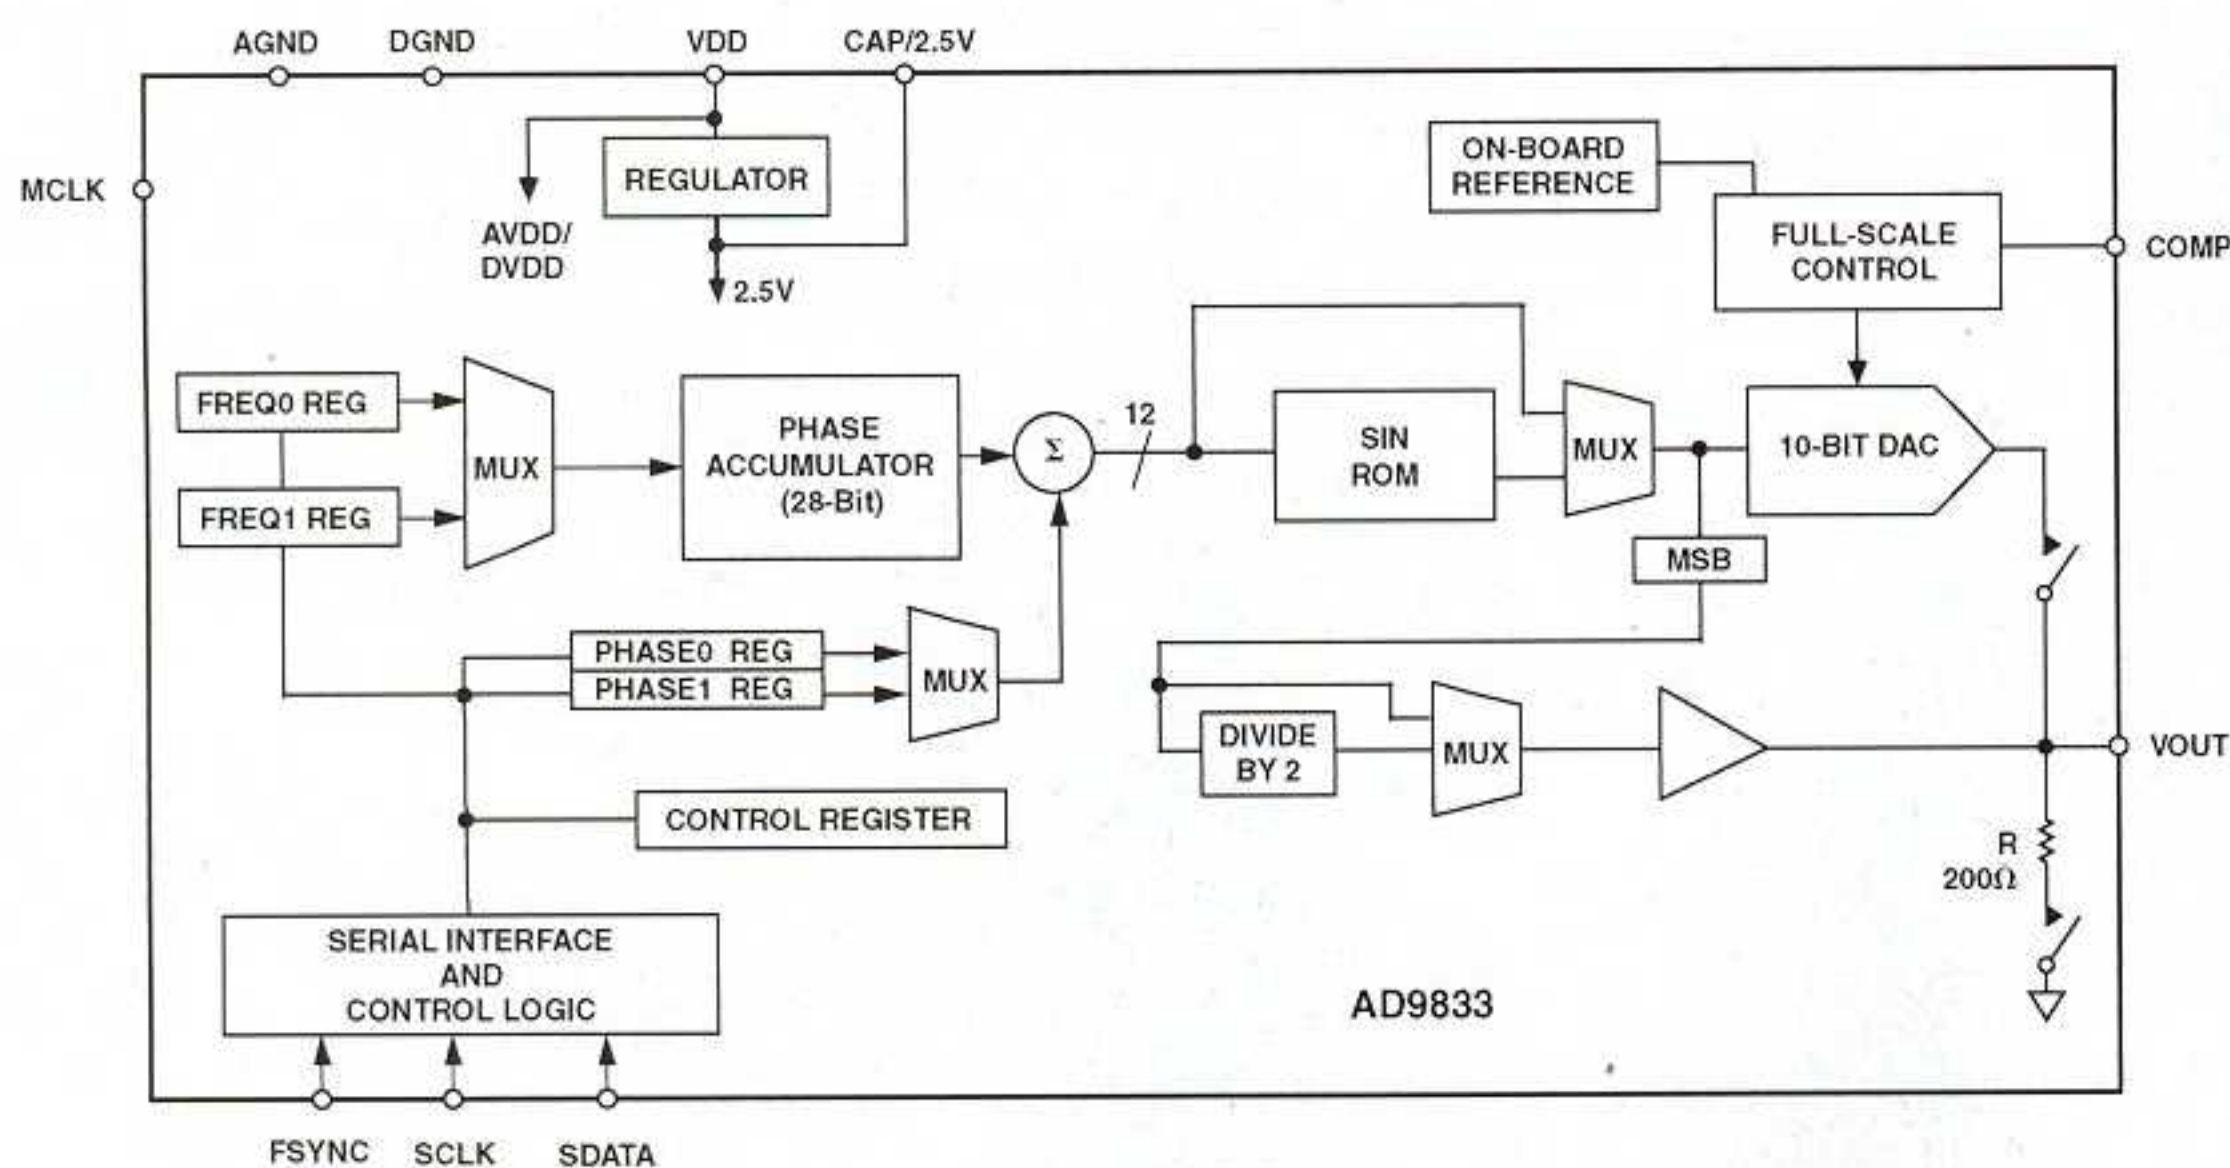 AGND
DGND
VDD
CAP/2.5V
MCLK
REGULATOR
AVDD/
DVDD
2.5V
ON-BOARD
REFERENCE
FULL-SCALE
CONTROL
COMP
FREQ0 REG
FREQ1 REG
MUX
PHASE
ACCUMULATOR
(28-Bit)
Σ
12
SIN
ROM
MUX
10-BIT DAC
MSB
PHASE0 REG
PHASE1 REG
MUX
DIVIDE
BY 2
MUX
VOUT
CONTROL REGISTER
R
200Ω
SERIAL INTERFACE
AND
CONTROL LOGIC
AD9833
FSYNC
SCLK
SDATA